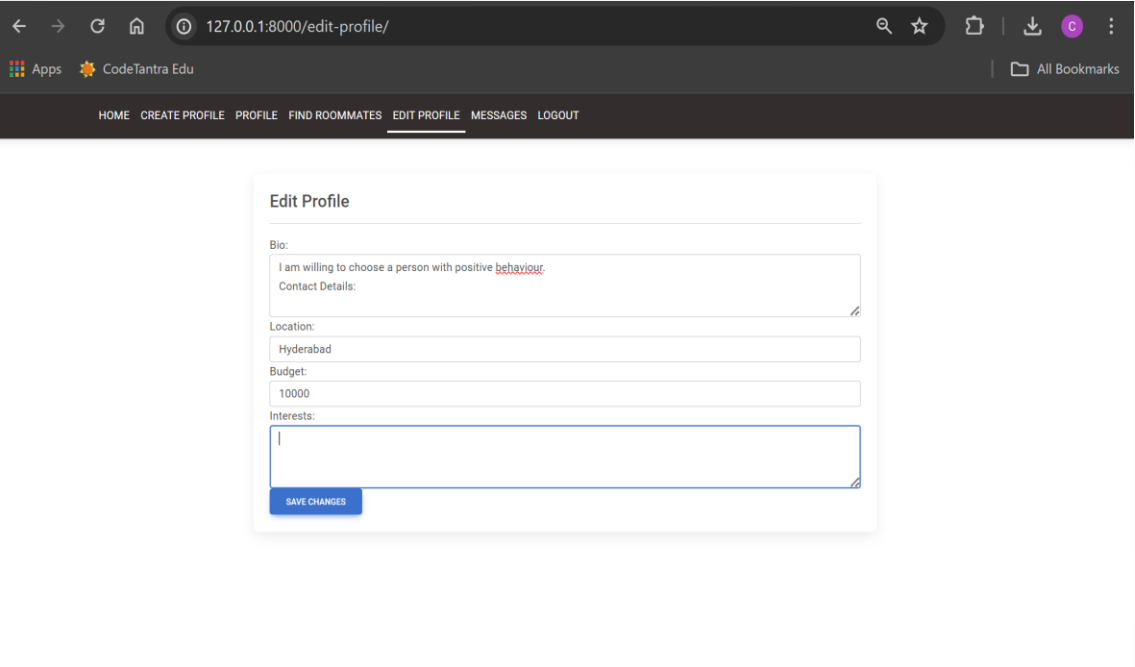 127.0.0.1:8000/edit-profile/
C
Apps CodeTantra Edu All Bookmarks
HOME CREATE PROFILE PROFILE FIND ROOMMATES EDIT PROFILE MESSAGES LOGOUT
Edit Profile
Bio:
I am willing to choose a person with positive behaviour.
Contact Details:
Location:
Hyderabad
Budget:
10000
Interests:
SAVE CHANGES